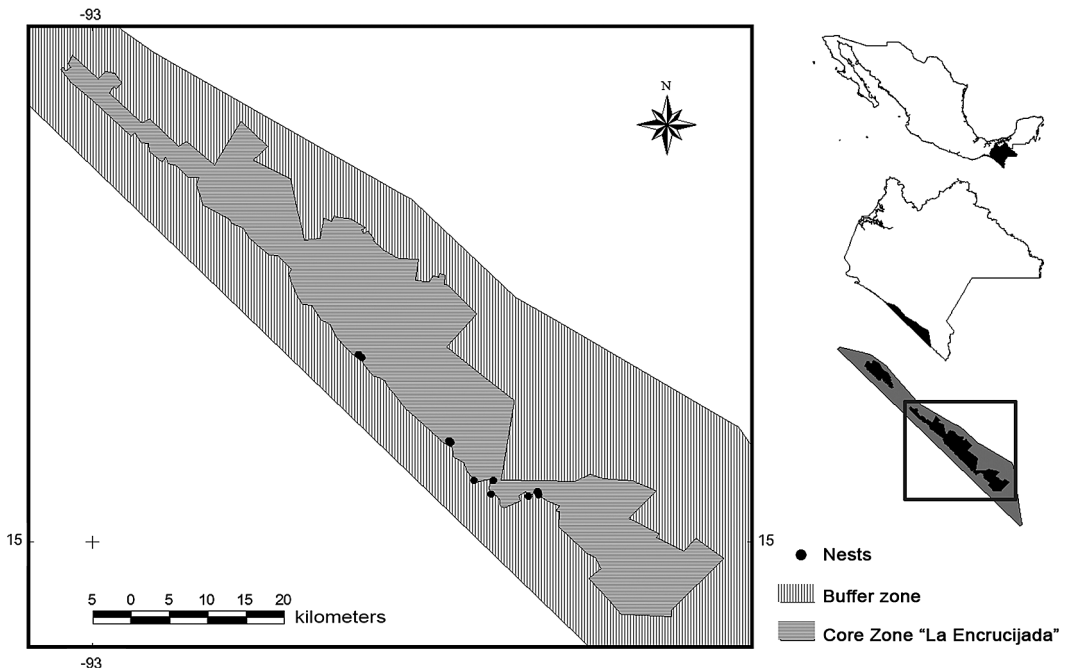 -93
N
15
15
5 0 5 10 15 20
kilometers
-93
Nests
Buffer zone
Core Zone “La Encrucijada”